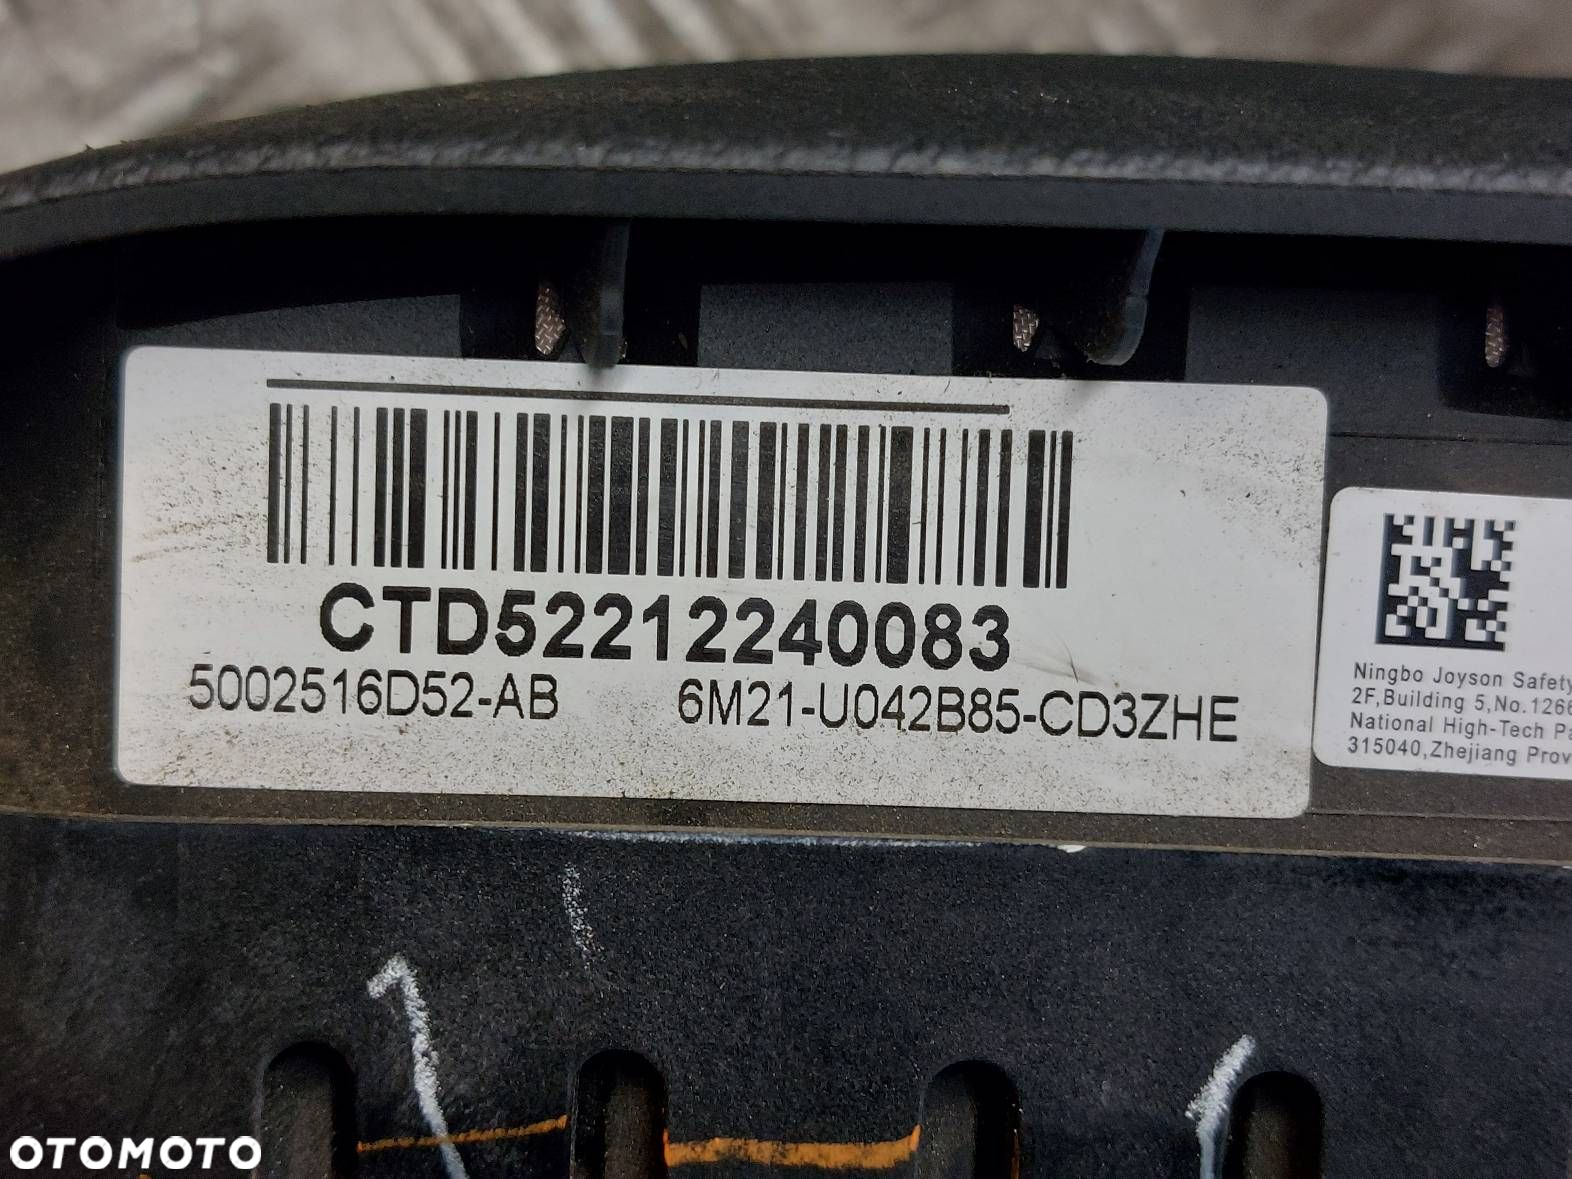 CTD52212240083
5002516D52-AB 6M21-U042B85-CD3ZHE
Ningbo Joyson Safety
2F,Building 5,No.1266
National High-Tech Pa
315040,Zhejiang Prov
OTOMOTO